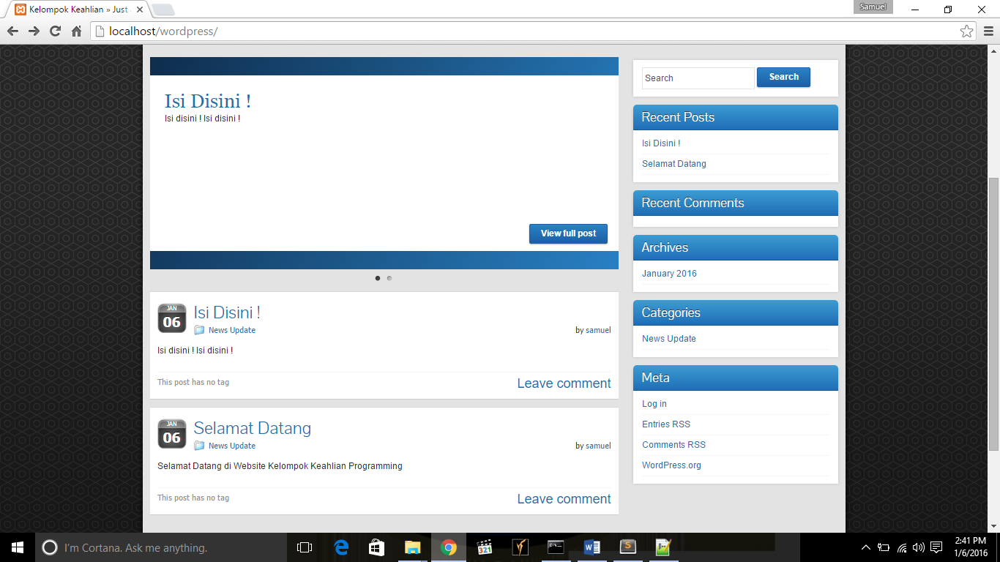 Kelompok Keahlian » Just
Samuel
localhost/wordpress/
Isi Disini !
Isi disini ! Isi disini !
View full post
JAN
06
Isi Disini !
News Update
by samuel
Isi disini ! Isi disini !
This post has no tag
Leave comment
JAN
06
Selamat Datang
News Update
by samuel
Selamat Datang di Website Kelompok Keahlian Programming
This post has no tag
Leave comment
Search
Search
Recent Posts
Isi Disini !
Selamat Datang
Recent Comments
Archives
January 2016
Categories
News Update
Meta
Log in
Entries RSS
Comments RSS
WordPress.org
I'm Cortana. Ask me anything.
321
2:41 PM
1/6/2016